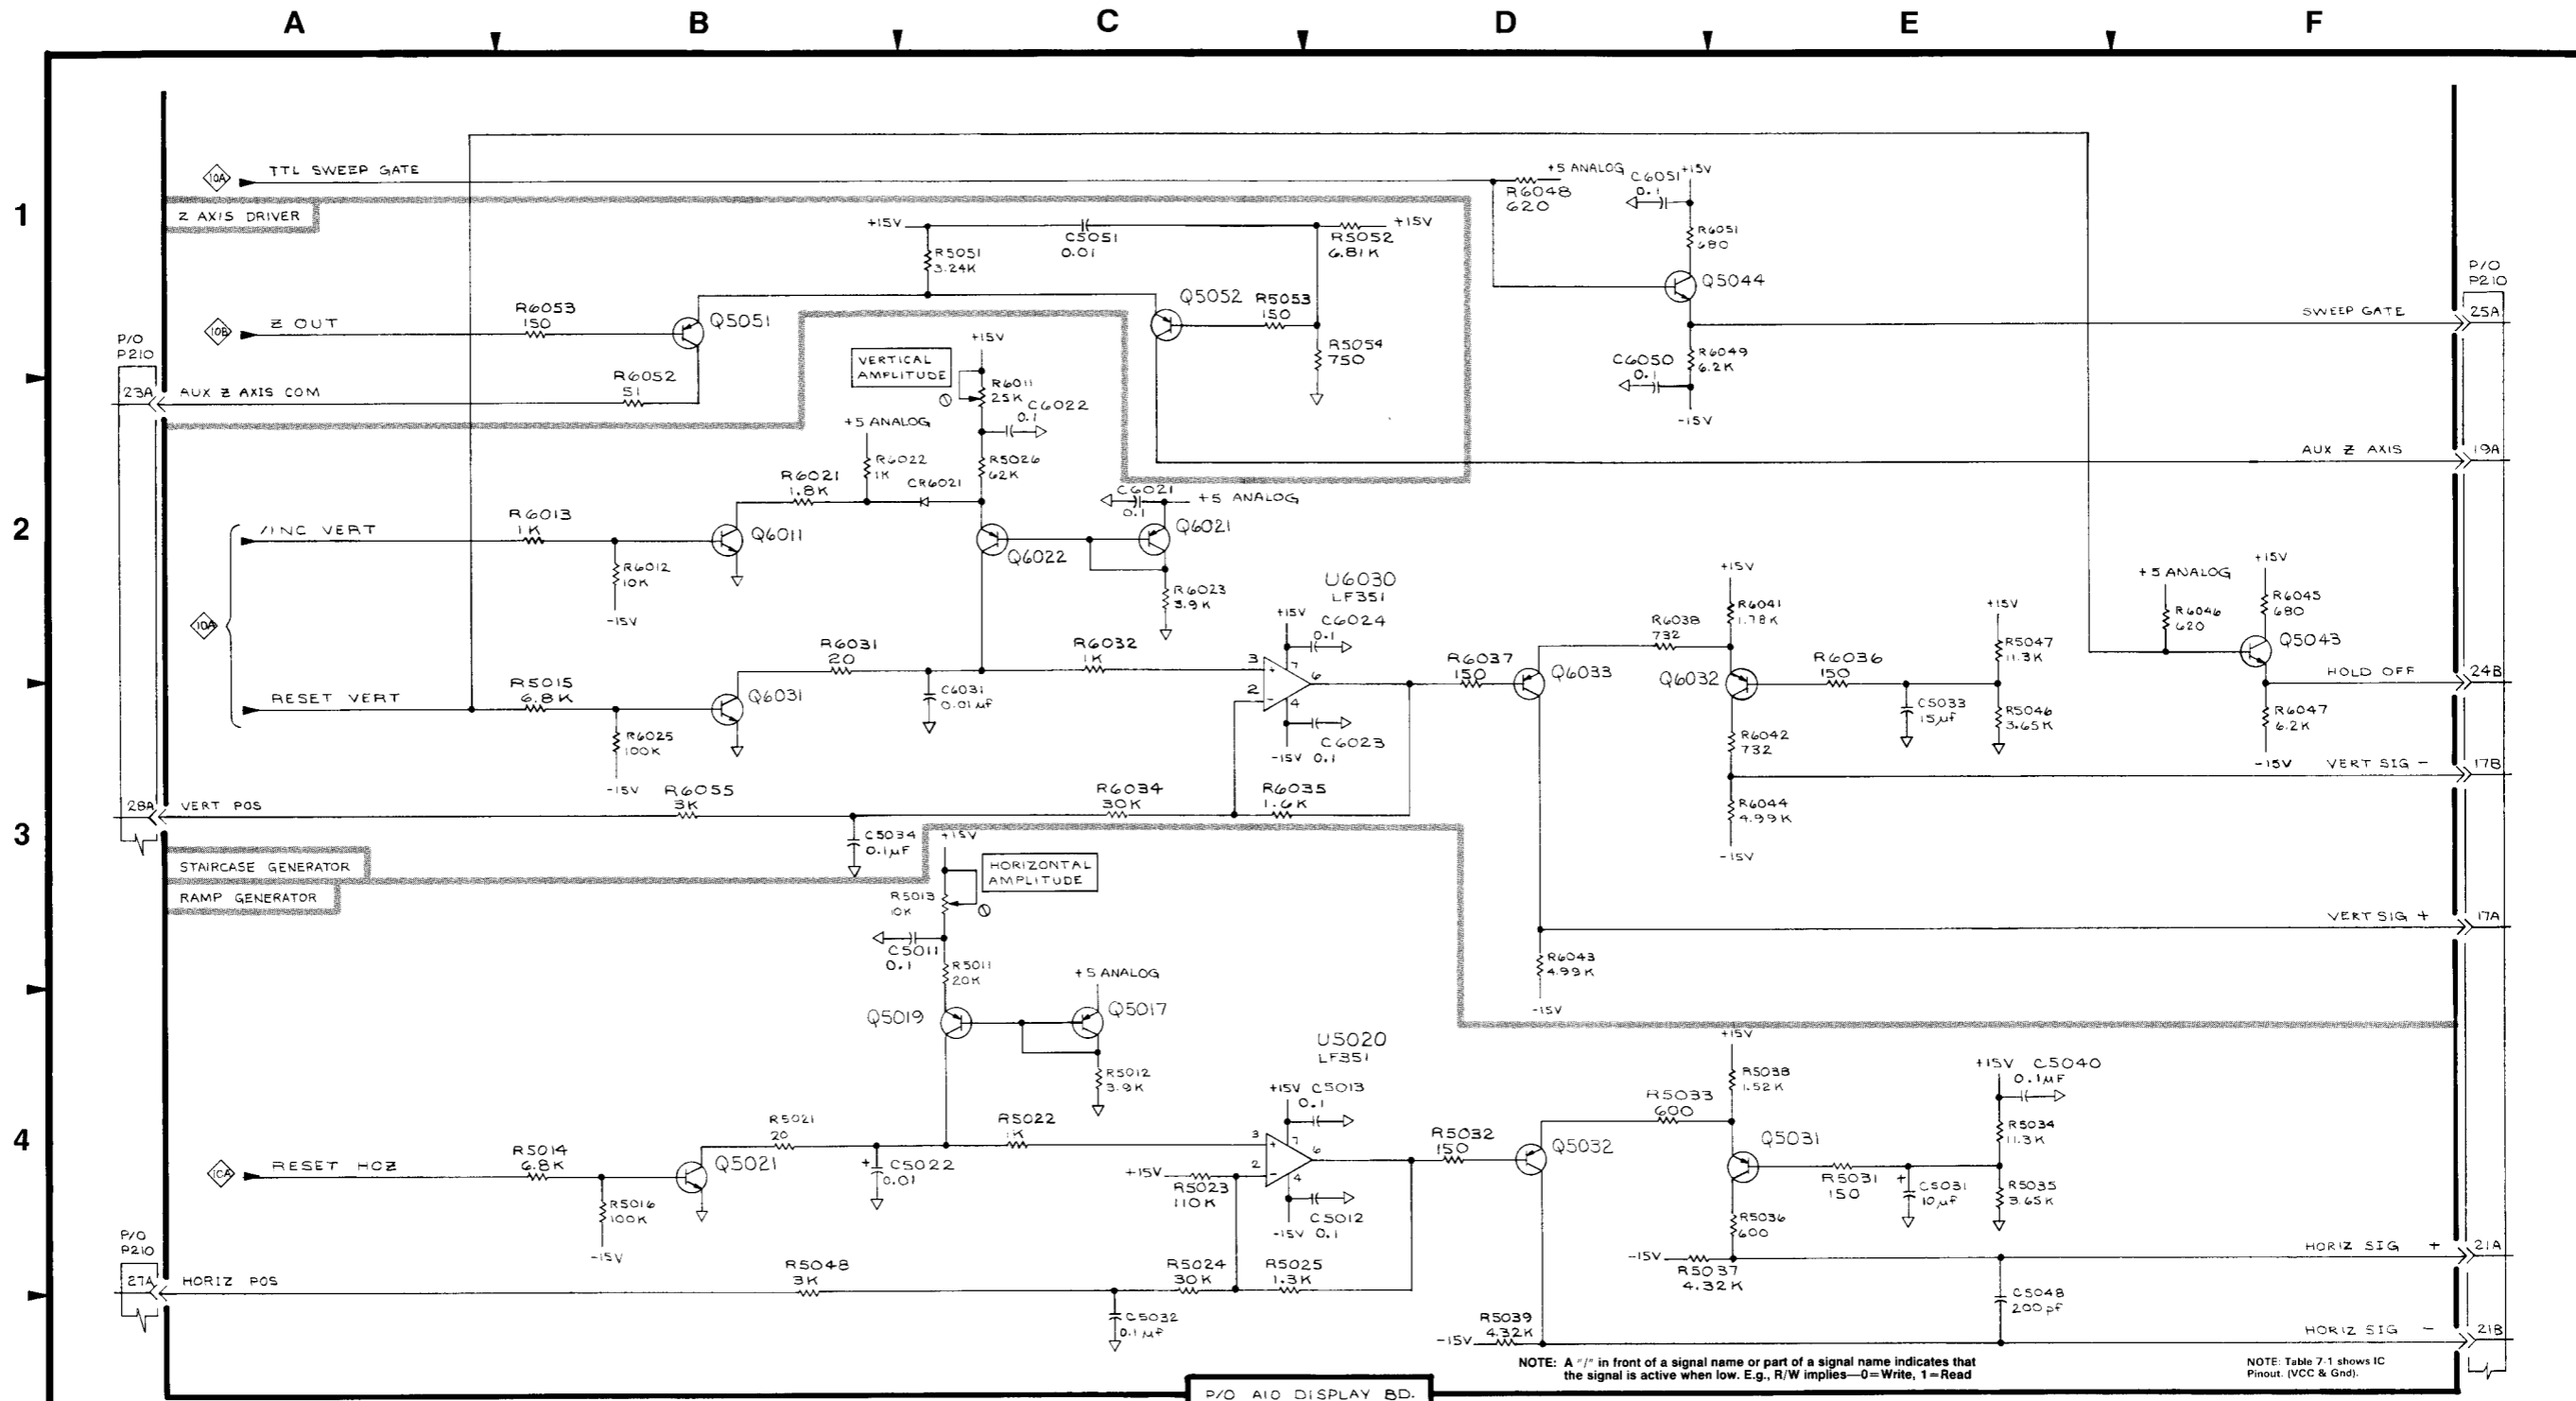 A B C D E F
1
2
3
4
10A TTL SWEEP GATE
Z AXIS DRIVER
+15V
C5051
0.01
R5052
6.81K
+15V
R5051
3.24K
+5 ANALOG
R6048
620
C6051
0.1
+15V
R6051
680
Q5044
P/O
P210
SWEEP GATE 25A
10B Z OUT
R6053
150
Q5051
Q5052
R5053
150
R5054
750
C6050
0.1
R6049
6.2K
-15V
P/O
P210
23A AUX Z AXIS COM
R6052
51
VERTICAL
AMPLITUDE
+15V
R6011
25K
C6022
0.1
AUX Z AXIS 19A
+5 ANALOG
R6022
1K
R5026
62K
R6021
1.8K
CR6021
C6021
0.1
+5 ANALOG
/INC VERT
R6013
1K
Q6011
Q6022
Q6021
R6012
10K
-15V
R6023
3.9K
10A
U6030
LF351
+15V
C6024
0.1
R6031
20
R6032
1K
3
7
2
6
4
+15V
R6041
1.78K
R6038
732
+15V
R5047
11.3K
+5 ANALOG
R6046
620
+15V
R6045
680
Q5043
RESET VERT
R5015
6.8K
Q6031
C6031
0.01µf
R6025
100K
-15V
C6023
-15V 0.1
R6037
150
Q6033
Q6032
R6036
150
C5033
15µf
R5046
3.65K
HOLD OFF 24B
R6047
6.2K
-15V
R6042
732
VERT SIG - 17B
28A VERT POS
R6055
3K
R6034
30K
R6035
1.6K
R6044
4.99K
-15V
C5034
0.1µF
STAIRCASE GENERATOR
RAMP GENERATOR
+15V
HORIZONTAL
AMPLITUDE
R5013
10K
C5011
0.1
R5011
20K
+5 ANALOG
VERT SIG + 17A
R6043
4.99K
-15V
Q5019
Q5017
R5012
3.9K
U5020
LF351
+15V C5013
0.1
+15V
R5038
1.52K
R5033
600
+15V C5040
0.1µF
R5034
11.3K
10A RESET HOZ
R5014
6.8K
Q5021
R5021
20
R5022
1K
+ C5022
0.01
R5016
100K
-15V
+15V
R5023
110K
3
7
2
6
4
C5012
-15V 0.1
R5032
150
Q5032
Q5031
R5031
150
+ C5031
10µf
R5035
3.65K
R5036
600
-15V
R5037
4.32K
HORIZ SIG + 21A
P/O
P210
27A HORIZ POS
R5048
3K
R5024
30K
R5025
1.3K
C5032
0.1µf
C5048
200pf
R5039
4.32K
-15V
HORIZ SIG - 21B
NOTE: A "/" in front of a signal name or part of a signal name indicates that
the signal is active when low. E.g., R/W implies—0=Write, 1=Read
NOTE: Table 7-1 shows IC
Pinout. (VCC & Gnd).
P/O A10 DISPLAY BD.